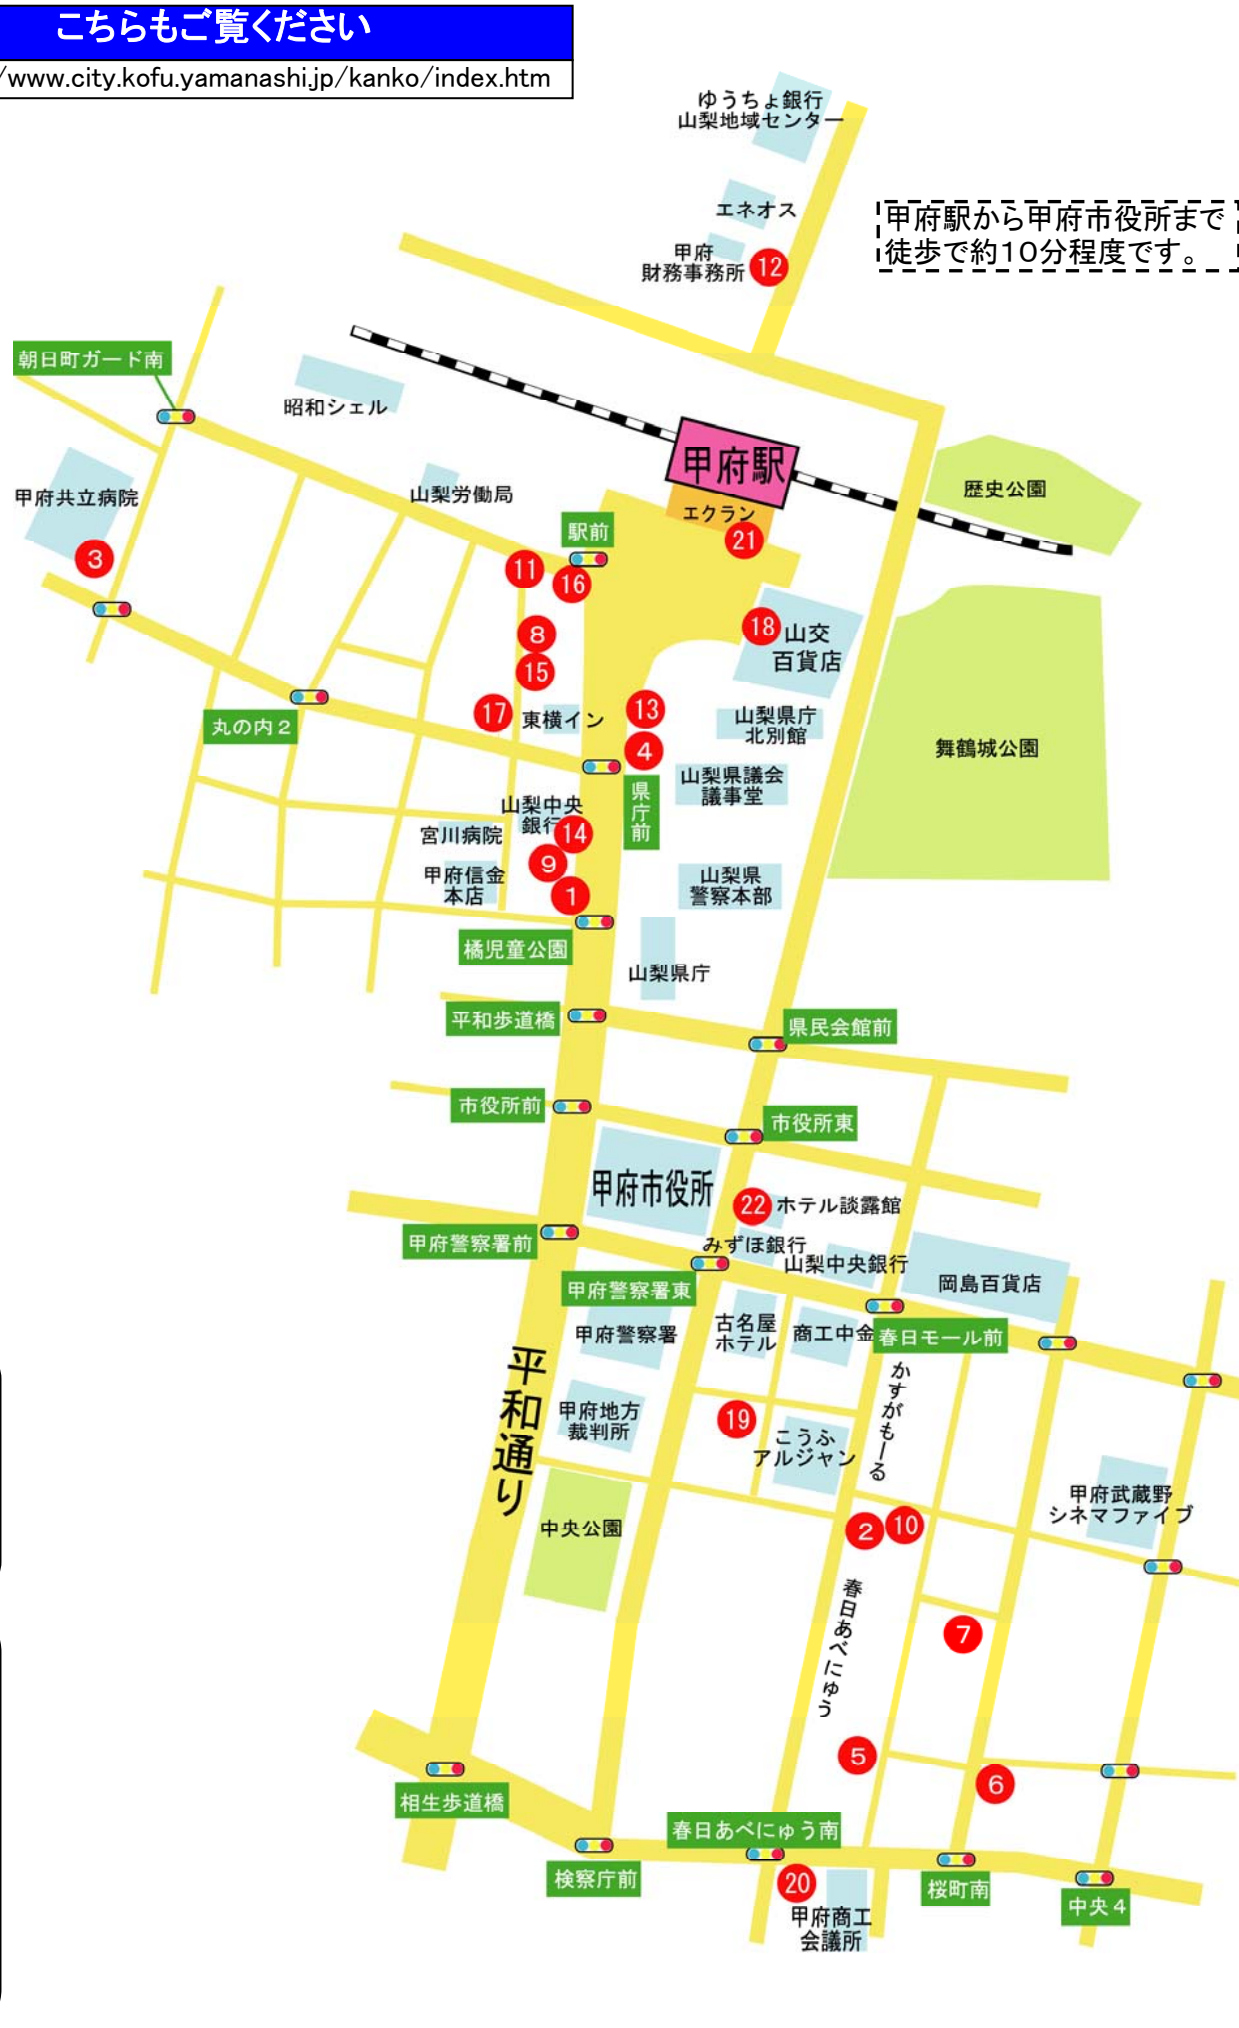 こちらもご覧ください
/www.city.kofu.yamanashi.jp/kanko/index.htm
ゆうちょ銀行
山梨地域センター
エネオス
甲府駅から甲府市役所まで
徒歩で約10分程度です。
甲府
財務事務所
12
朝日町ガード南
昭和シェル
甲府駅
エクラン
21
歴史公園
甲府共立病院
3
山梨労働局
駅前
11
16
8
15
17
東横イン
18
山交
百貨店
13
4
山梨県庁
北別館
舞鶴城公園
丸の内2
山梨県議会
議事堂
県庁前
山梨中央
銀行
14
宮川病院
9
甲府信金
本店
1
山梨県
警察本部
橘児童公園
山梨県庁
平和歩道橋
県民会館前
市役所前
市役所東
甲府市役所
22
ホテル談露館
甲府警察署前
みずほ銀行
山梨中央銀行
岡島百貨店
甲府警察署東
甲府警察署
古名屋
ホテル
商工中金
春日モール前
平和通り
かすがもーる
甲府地方
裁判所
19
こうふ
アルジャン
甲府武蔵野
シネマファイブ
中央公園
2
10
春日あべにゅう
7
5
6
相生歩道橋
春日あべにゅう南
検察庁前
20
甲府商工
会議所
桜町南
中央4